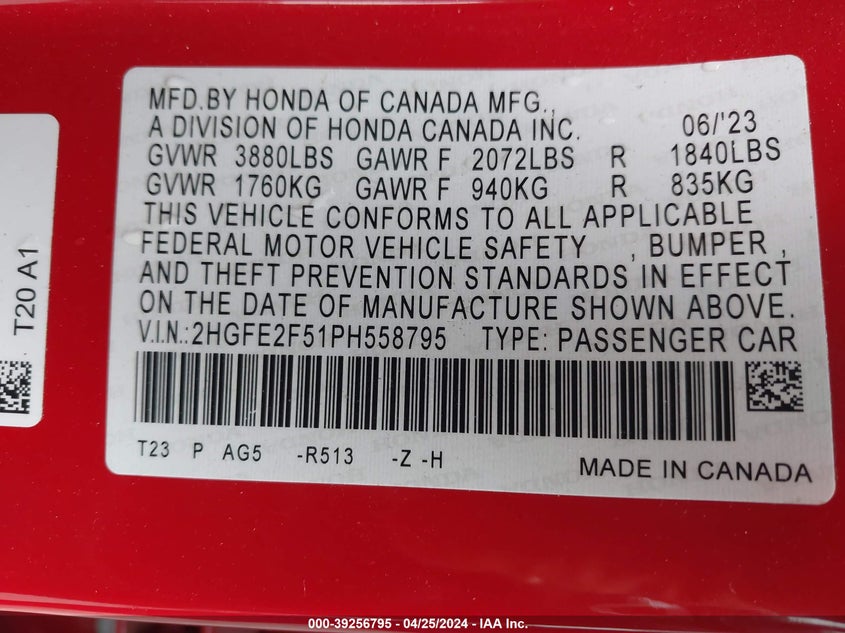 MFD.BY HONDA OF CANADA MFG.,
A DIVISION OF HONDA CANADA INC. 06/'23
GVWR 3880LBS GAWR F 2072LBS R 1840LBS
GVWR 1760KG GAWR F 940KG R 835KG
THIS VEHICLE CONFORMS TO ALL APPLICABLE
FEDERAL MOTOR VEHICLE SAFETY , BUMPER ,
AND THEFT PREVENTION STANDARDS IN EFFECT
ON THE DATE OF MANUFACTURE SHOWN ABOVE.
V.I.N.:2HGFE2F51PH558795 TYPE: PASSENGER CAR
T23 P AG5 -R513 -Z -H
MADE IN CANADA
T20 A1
000-39256795 - 04/25/2024 - IAA Inc.